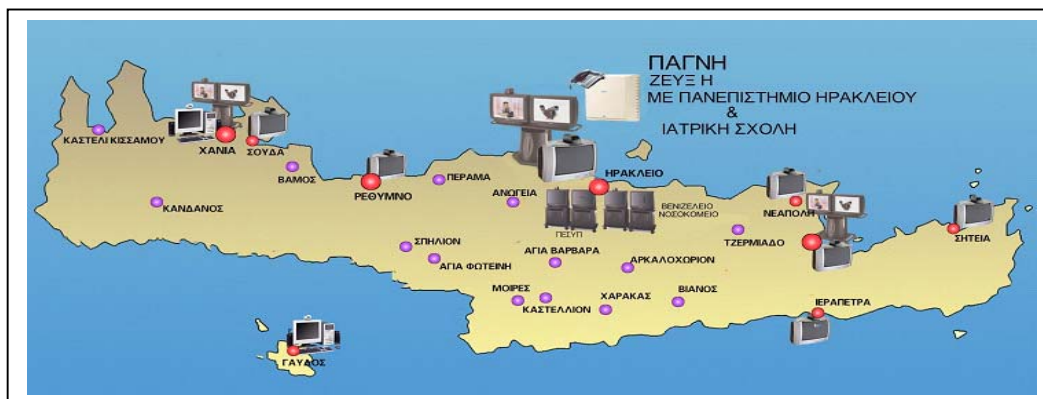 ΠΑΓΝΗ
ΖΕΥΞ Η
ΜΕ ΠΑΝΕΠΙΣΤΗΜΙΟ ΗΡΑΚΛΕΙΟΥ
&
ΙΑΤΡΙΚΗ ΣΧΟΛΗ
ΚΑΣΤΕΛΙ ΚΙΣΣΑΜΟΥ
ΧΑΝΙΑ
ΣΟΥΔΑ
ΒΑΜΟΣ
ΡΕΘΥΜΝΟ
ΠΕΡΑΜΑ
ΗΡΑΚΛΕΙΟ
ΚΑΝΔΑΝΟΣ
ΑΝΩΓΕΙΑ
ΒΕΝΙΖΕΛΕΙΟ
ΝΟΣΟΚΟΜΕΙΟ
ΝΕΑΠΟΛΗ
ΠΕΣΥΠ
ΤΖΕΡΜΙΑΔΟ
ΣΗΤΕΙΑ
ΣΠΗΛΙΟΝ
ΑΓΙΑ ΦΩΤΕΙΝΗ
ΑΓΙΑ ΒΑΡΒΑΡΑ
ΑΡΚΑΛΟΧΩΡΙΟΝ
ΜΟΙΡΕΣ
ΚΑΣΤΕΛΛΙΟΝ
ΧΑΡΑΚΑΣ
ΒΙΑΝΟΣ
ΙΕΡΑΠΕΤΡΑ
ΓΑΥΔΟΣ